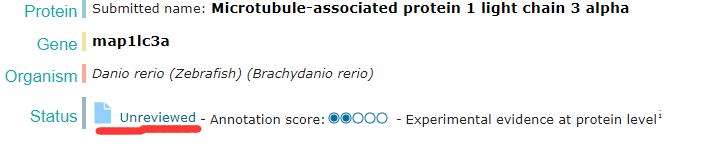 Protein Submitted name: Microtubule-associated protein 1 light chain 3 alpha
Gene map1lc3a
Organism Danio rerio (Zebrafish) (Brachydanio rerio)
Status Unreviewed - Annotation score: - Experimental evidence at protein level i